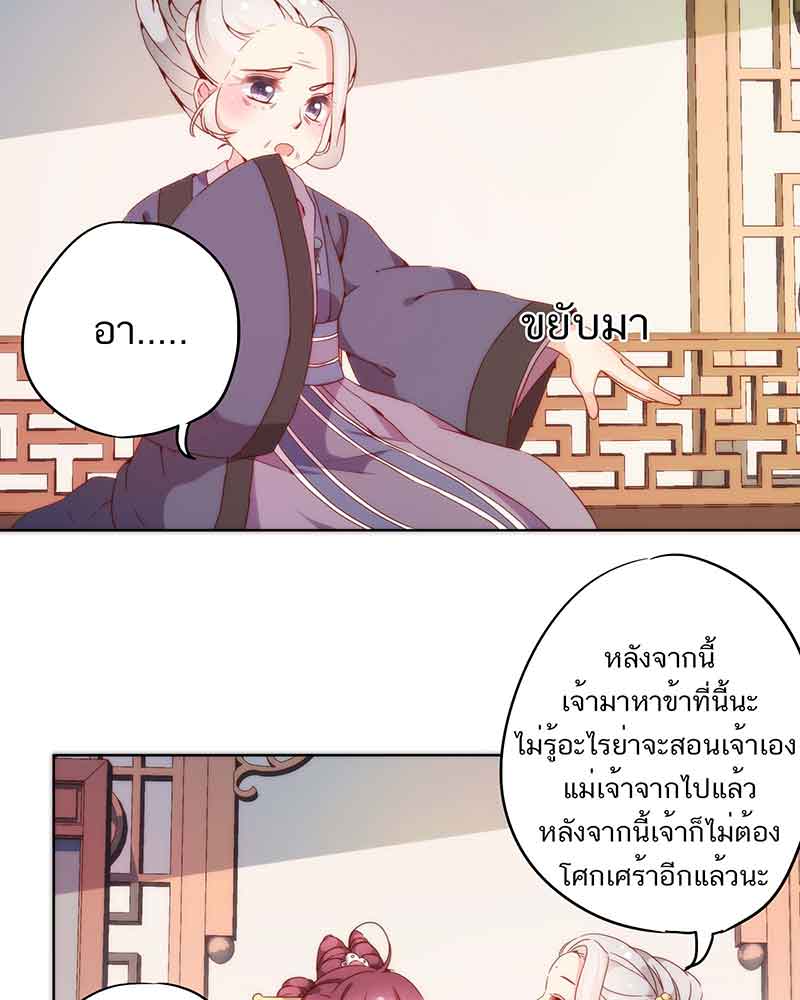 อา.....
ขยับมา
หลังจากนี้
เจ้ามาหาข้าที่นี้นะ
ไม่รู้อะไรย่าจะสอนเจ้าเอง
แม่เจ้าจากไปแล้ว
หลังจากนี้เจ้าก็ไม่ต้อง
โศกเศร้าอีกแล้วนะ